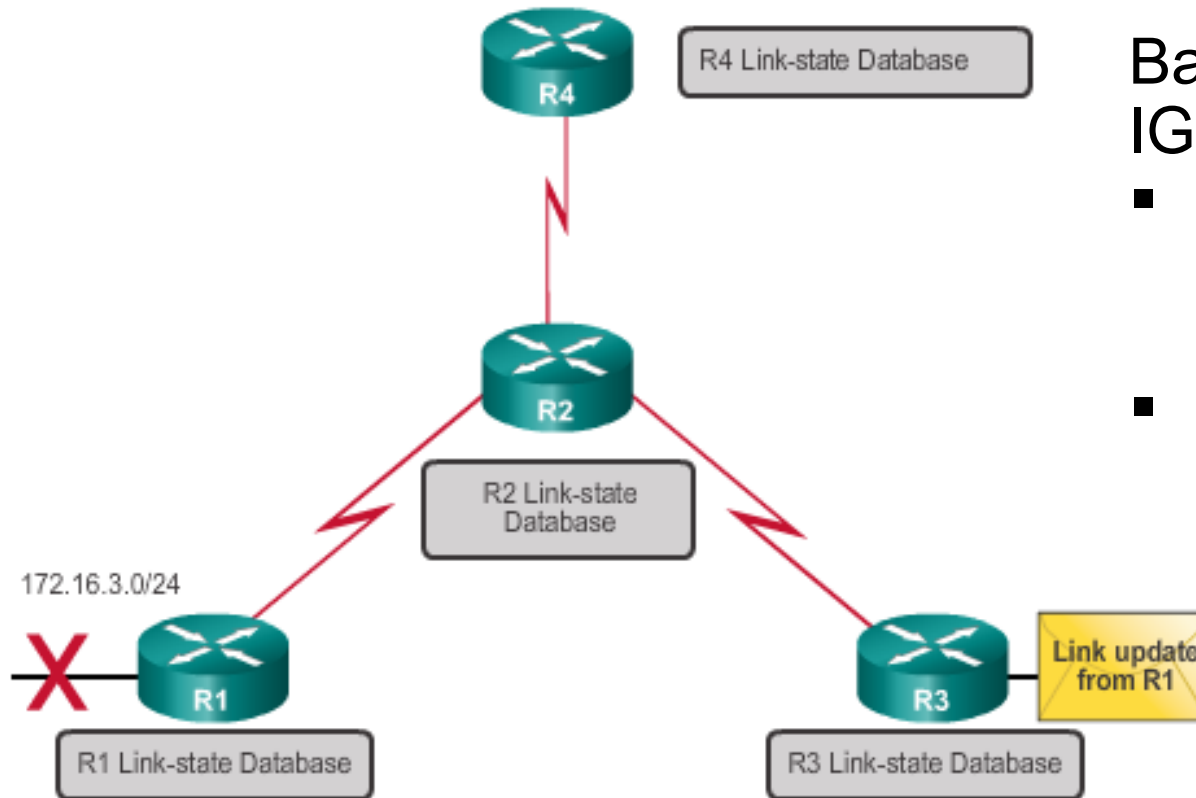 R4
R4 Link-state Database
Ba
IG
R2
R2 Link-state
Database
172.16.3.0/24
R1
R1 Link-state Database
R3
Link update
from R1
R3 Link-state Database